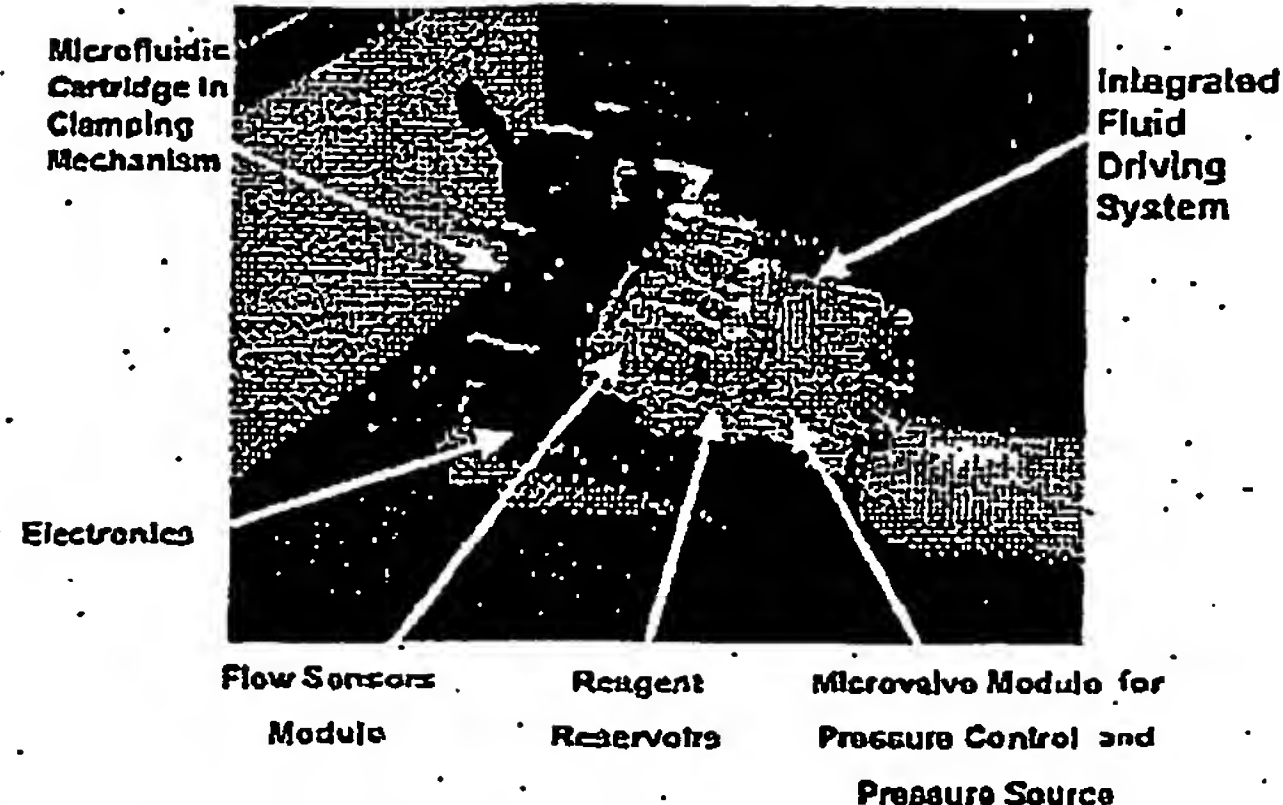 Microfluidic
Cartridge in
Clamping
Mechanism
Integrated
Fluid
Driving
System
Electronics
Flow Sensors
Module
Reagent
Reservoirs
Microvalve Module for
Pressure Control and
Pressure Source